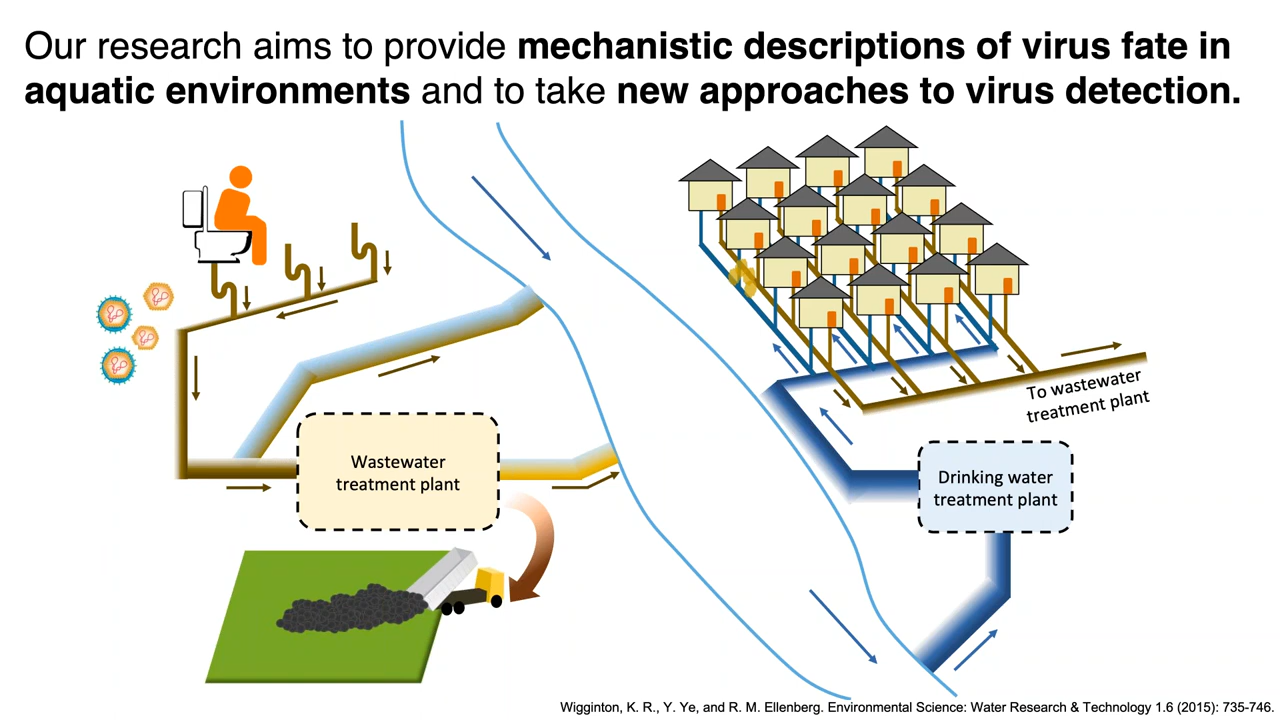 Our research aims to provide mechanistic descriptions of virus fate in
aquatic environments and to take new approaches to virus detection.
Wastewater
treatment plant
To wastewater
treatment plant
Drinking water
treatment plant
Wigginton, K. R., Y. Ye, and R. M. Ellenberg. Environmental Science: Water Research & Technology 1.6 (2015): 735-746.